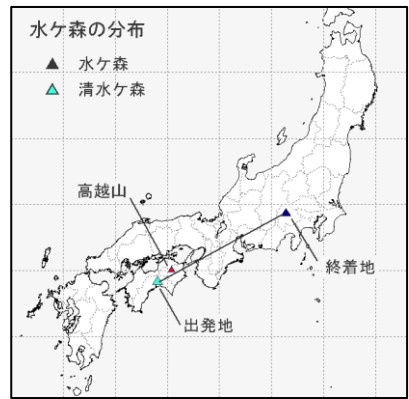 水ケ森の分布
水ケ森
清水ケ森
高越山
終着地
出発地